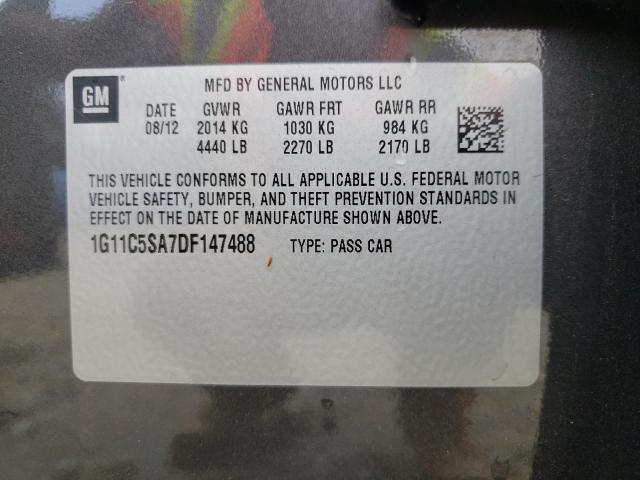 GM
MFD BY GENERAL MOTORS LLC
DATE GVWR GAWR FRT GAWR RR
08/12 2014 KG 1030 KG 984 KG
4440 LB 2270 LB 2170 LB
THIS VEHICLE CONFORMS TO ALL APPLICABLE U.S. FEDERAL MOTOR
VEHICLE SAFETY, BUMPER, AND THEFT PREVENTION STANDARDS IN
EFFECT ON THE DATE OF MANUFACTURE SHOWN ABOVE.
1G11C5SA7DF147488 TYPE: PASS CAR